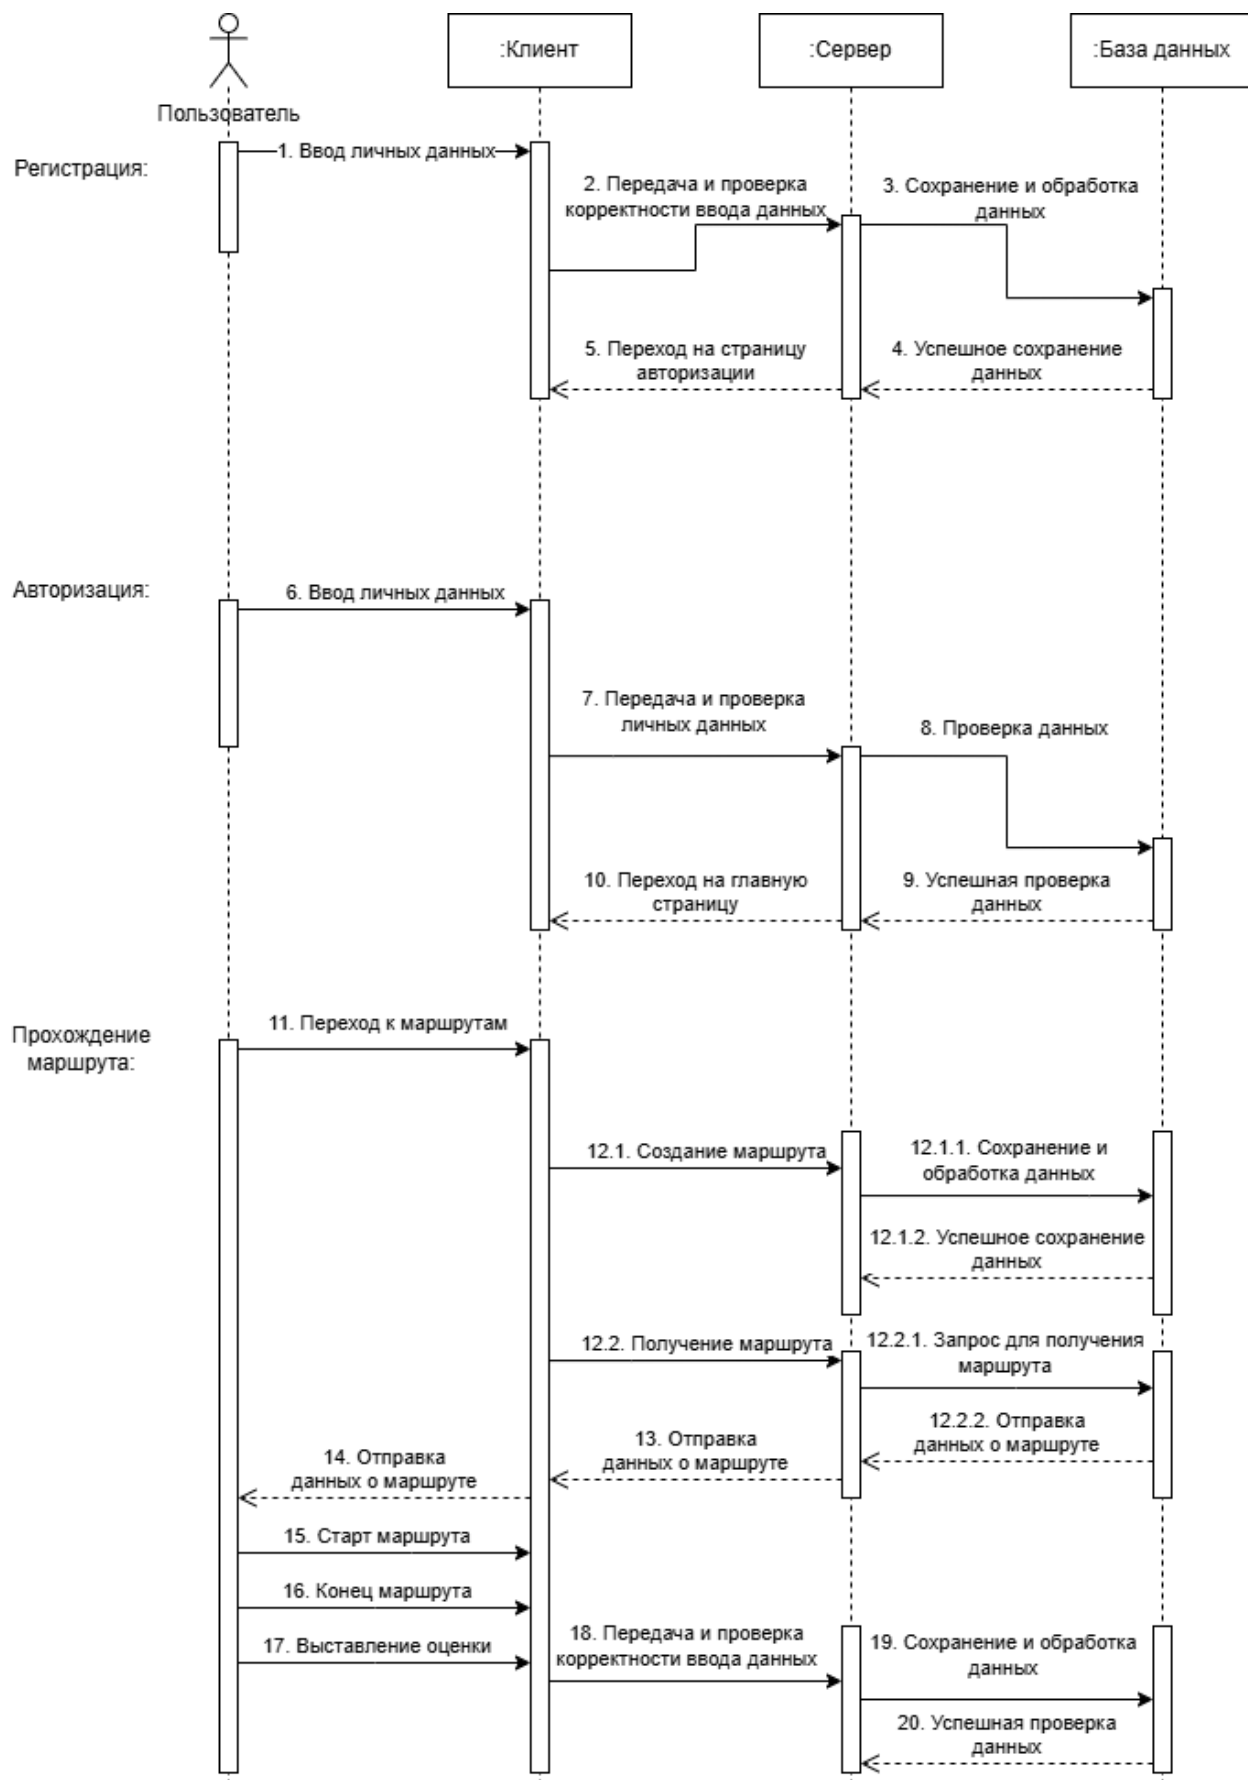 :Клиент
:Сервер
:База данных
Пользователь
Регистрация:
1. Ввод личных данных
2. Передача и проверка
корректности ввода данных
3. Сохранение и обработка
данных
5. Переход на страницу
авторизации
4. Успешное сохранение
данных
Авторизация:
6. Ввод личных данных
7. Передача и проверка
личных данных
8. Проверка данных
10. Переход на главную
страницу
9. Успешная проверка
данных
Прохождение
маршрута:
11. Переход к маршрутам
12.1. Создание маршрута
12.1.1. Сохранение и
обработка данных
12.1.2. Успешное сохранение
данных
12.2. Получение маршрута
12.2.1. Запрос для получения
маршрута
12.2.2. Отправка
данных о маршруте
13. Отправка
данных о маршруте
14. Отправка
данных о маршруте
15. Старт маршрута
16. Конец маршрута
17. Выставление оценки
18. Передача и проверка
корректности ввода данных
19. Сохранение и обработка
данных
20. Успешная проверка
данных